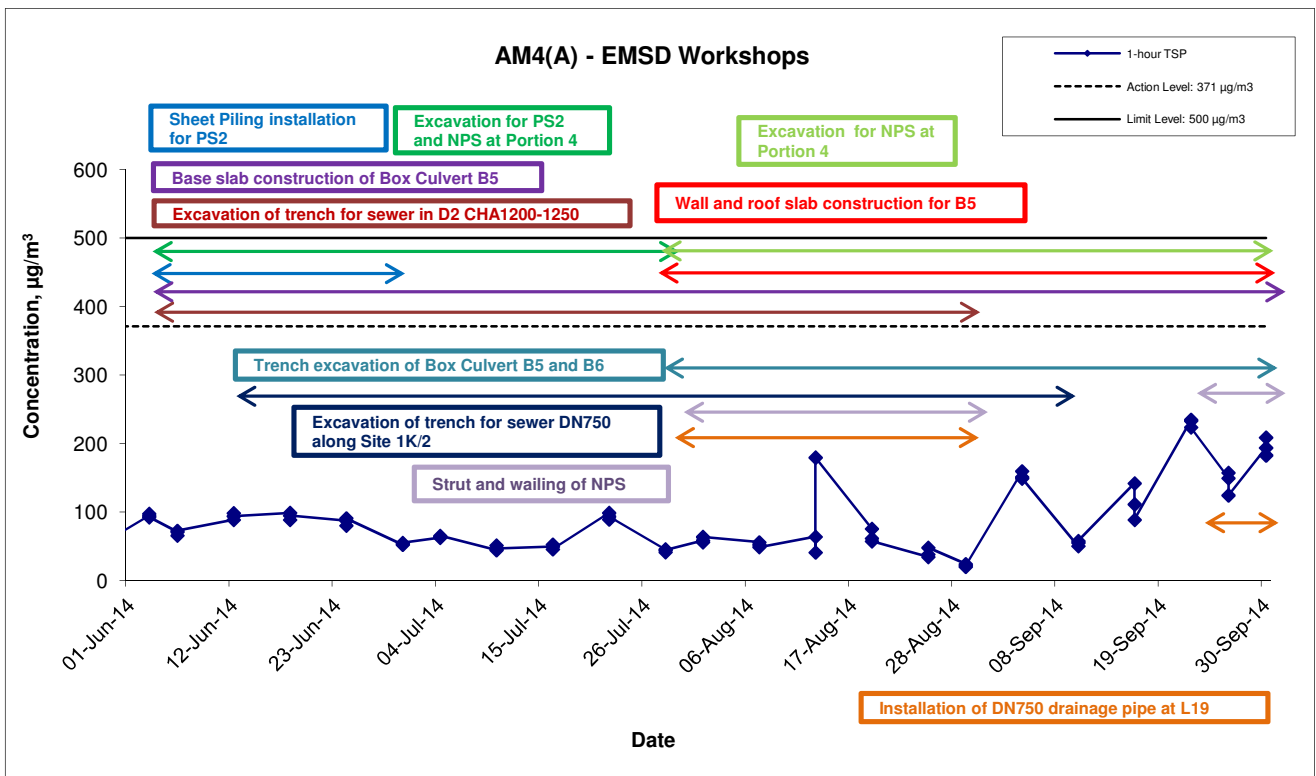 AM4(A) - EMSD Workshops
1-hour TSP
Action Level: 371 µg/m3
Limit Level: 500 µg/m3
Sheet Piling installation
for PS2
Excavation for PS2
and NPS at Portion 4
Excavation for NPS at
Portion 4
Base slab construction of Box Culvert B5
Excavation of trench for sewer in D2 CHA1200-1250
Wall and roof slab construction for B5
Trench excavation of Box Culvert B5 and B6
Excavation of trench for sewer DN750
along Site 1K/2
Strut and wailing of NPS
Installation of DN750 drainage pipe at L19
Concentration, µg/m³
600
500
400
300
200
100
0
01-Jun-14
12-Jun-14
23-Jun-14
04-Jul-14
15-Jul-14
26-Jul-14
06-Aug-14
17-Aug-14
28-Aug-14
08-Sep-14
19-Sep-14
30-Sep-14
Date